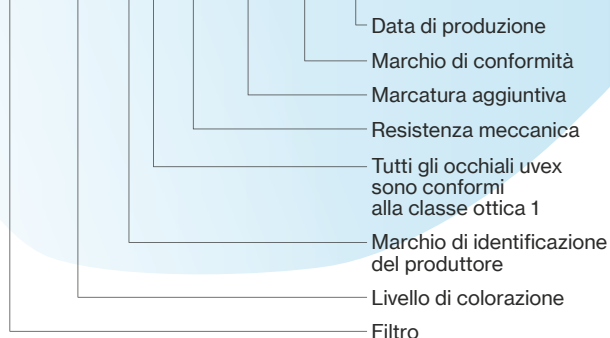 Data di produzione
Marchio di conformità
Marcatura aggiuntiva
Resistenza meccanica
Tutti gli occhiali uvex
sono conformi
alla classe ottica 1
Marchio di identificazione
del produttore
Livello di colorazione
Filtro